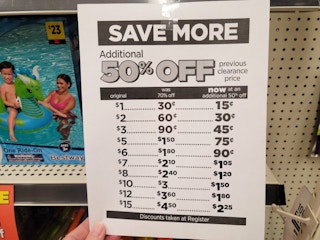 $23
SAVE MORE
Additional
50% OFF previous clearance price
original was 70% off now at an additional 50% off
$1 30¢ 15¢
$2 60¢ 30¢
$3 90¢ 45¢
$5 $1.50 75¢
$6 $1.80 90¢
$7 $2.10 $1.05
$8 $2.40 $1.20
$10 $3 $1.50
$12 $3.60 $1.80
$15 $4.50 $2.25
Discounts taken at Register
Bestway